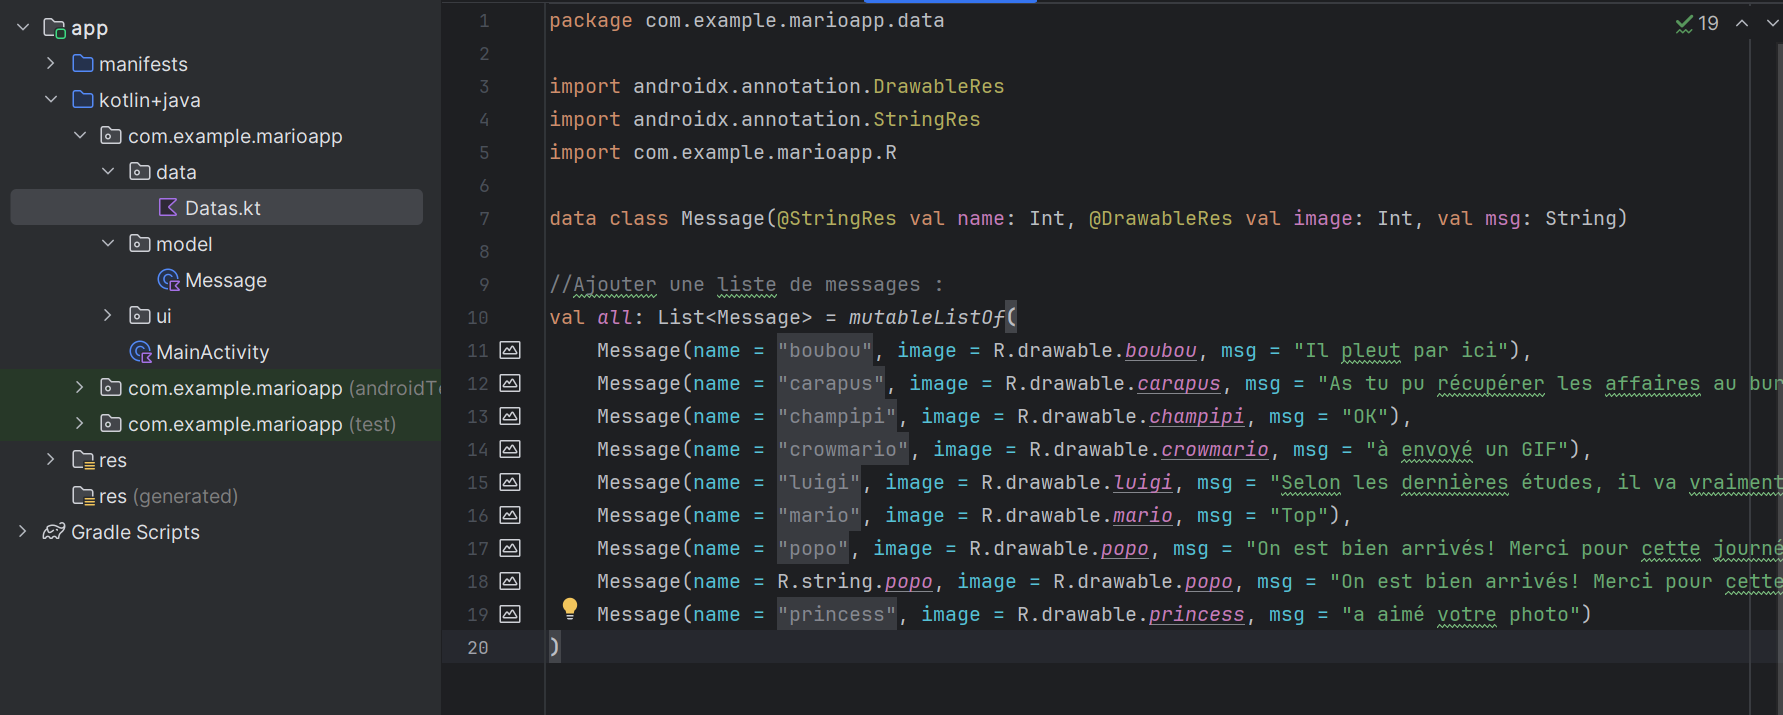 app
manifests
kotlin+java
com.example.marioapp
data
Datas.kt
model
Message
ui
MainActivity
com.example.marioapp (androidTe
com.example.marioapp (test)
res
res (generated)
Gradle Scripts
19
1 package com.example.marioapp.data
2
3 import androidx.annotation.DrawableRes
4 import androidx.annotation.StringRes
5 import com.example.marioapp.R
6
7 data class Message(@StringRes val name: Int, @DrawableRes val image: Int, val msg: String)
8
9 //Ajouter une liste de messages :
10 val all: List<Message> = mutableListOf(
11 Message(name = "boubou", image = R.drawable.boubou, msg = "Il pleut par ici"),
12 Message(name = "carapus", image = R.drawable.carapus, msg = "As tu pu récupérer les affaires au bur
13 Message(name = "champipi", image = R.drawable.champipi, msg = "OK"),
14 Message(name = "crowmario", image = R.drawable.crowmario, msg = "à envoyé un GIF"),
15 Message(name = "luigi", image = R.drawable.luigi, msg = "Selon les dernières études, il va vraiment
16 Message(name = "mario", image = R.drawable.mario, msg = "Top"),
17 Message(name = "popo", image = R.drawable.popo, msg = "On est bien arrivés! Merci pour cette journé
18 Message(name = R.string.popo, image = R.drawable.popo, msg = "On est bien arrivés! Merci pour cette
19 Message(name = "princess", image = R.drawable.princess, msg = "a aimé votre photo")
20 )